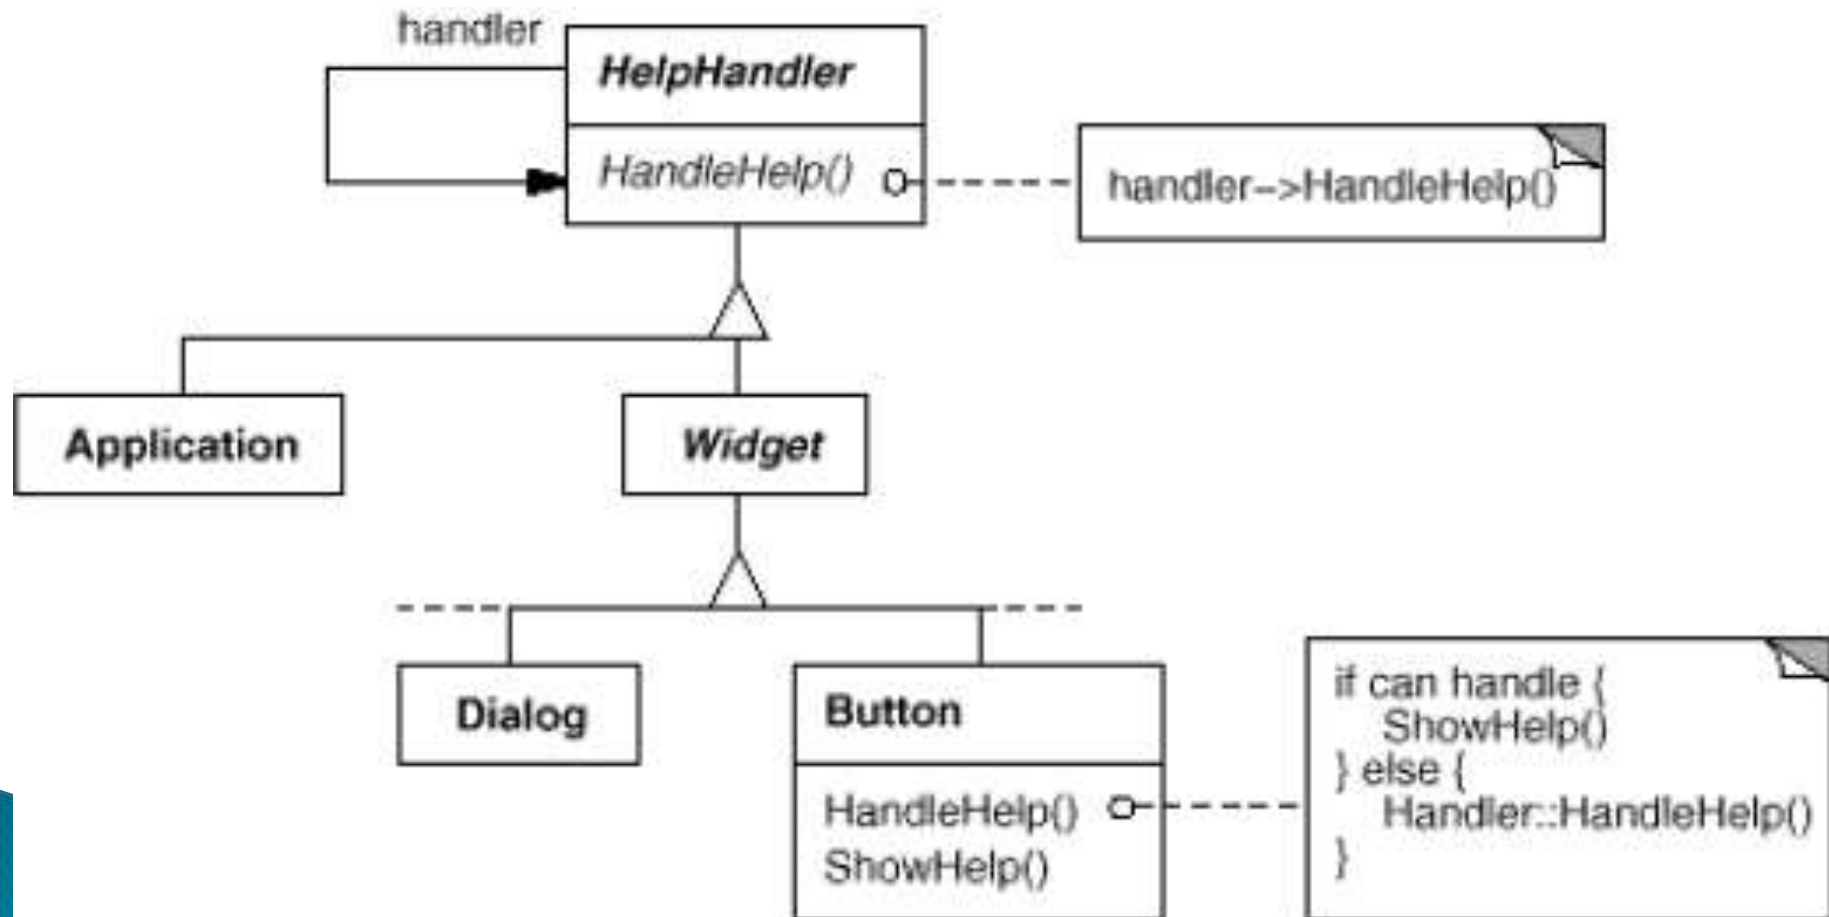 handler
HelpHandler
HandleHelp()
handler-->HandleHelp()
Application
Widget
Dialog
Button
HandleHelp()
ShowHelp()
if can handle {
ShowHelp()
} else {
Handler::HandleHelp()
}